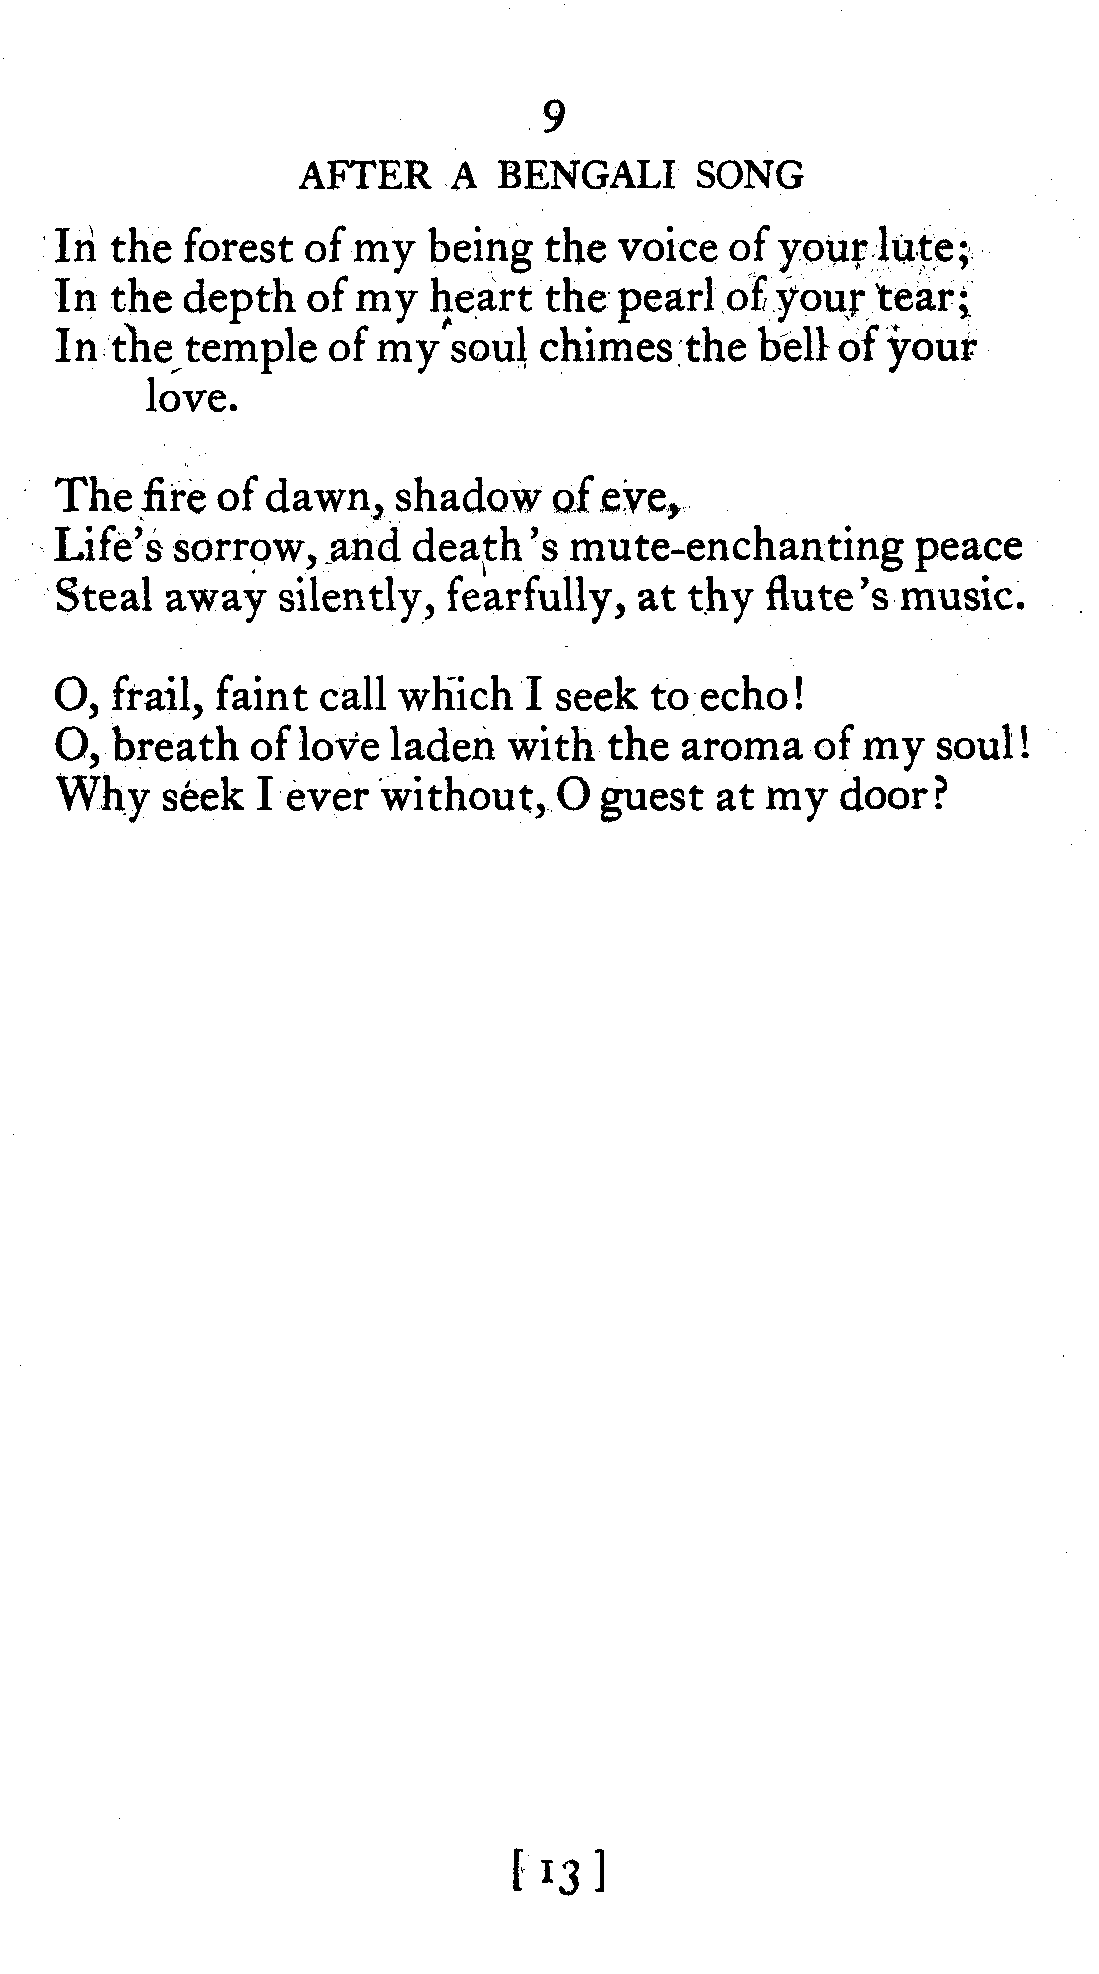 9
AFTER A BENGALI SONG
In the forest of my being the voice of your lute;
In the depth of my heart the pearl of your tear;
In the temple of my soul chimes the bell of your
love.
The fire of dawn, shadow of eve,
Life's sorrow, and death's mute-enchanting peace
Steal away silently, fearfully, at thy flute's music.
O, frail, faint call which I seek to echo!
O, breath of love laden with the aroma of my soul!
Why seek I ever without, O guest at my door?
[ 13 ]